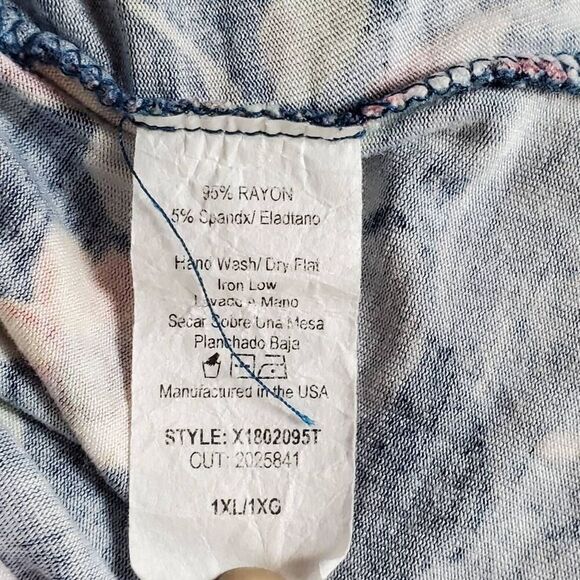 95% RAYON
5% Spandx/ Eladtano
Hand Wash/ Dry Flat
Iron Low
Lavado A Mano
Secar Sobre Una Mesa
Planchado Baja
Manufactured in the USA
STYLE: X1802095T
CUT: 2025841
1XL/1XG